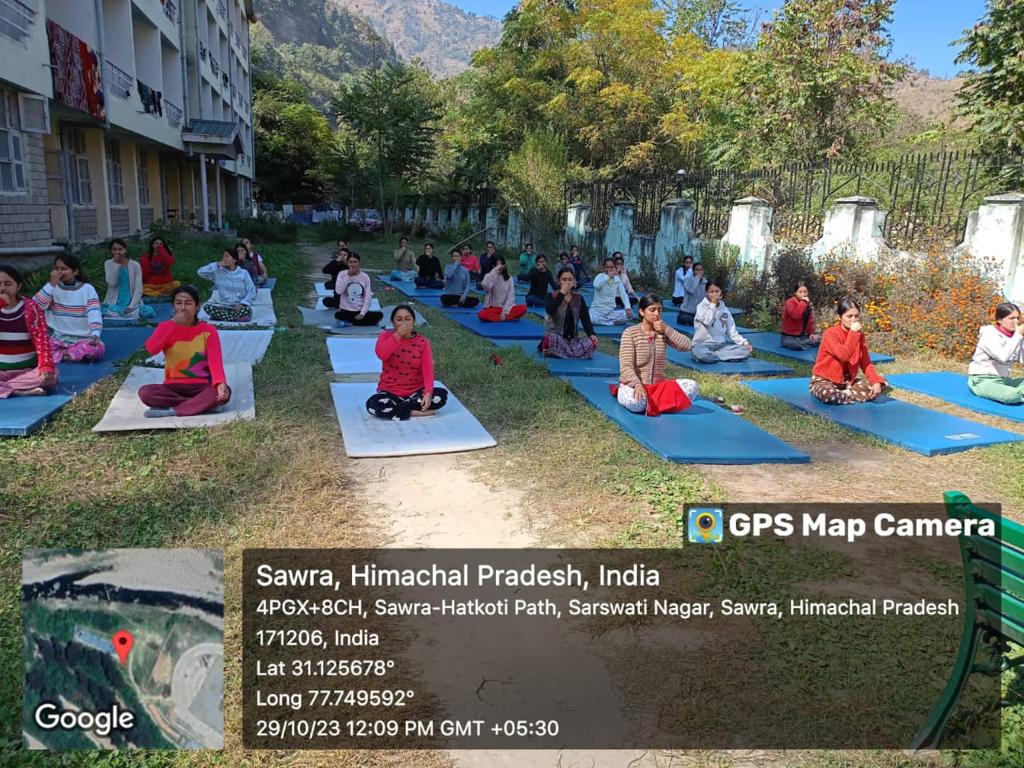 GPS Map Camera
Sawra, Himachal Pradesh, India
4PGX+8CH, Sawra-Hatkoti Path, Sarswati Nagar, Sawra, Himachal Pradesh
171206, India
Lat 31.125678°
Long 77.749592°
29/10/23 12:09 PM GMT +05:30
Google